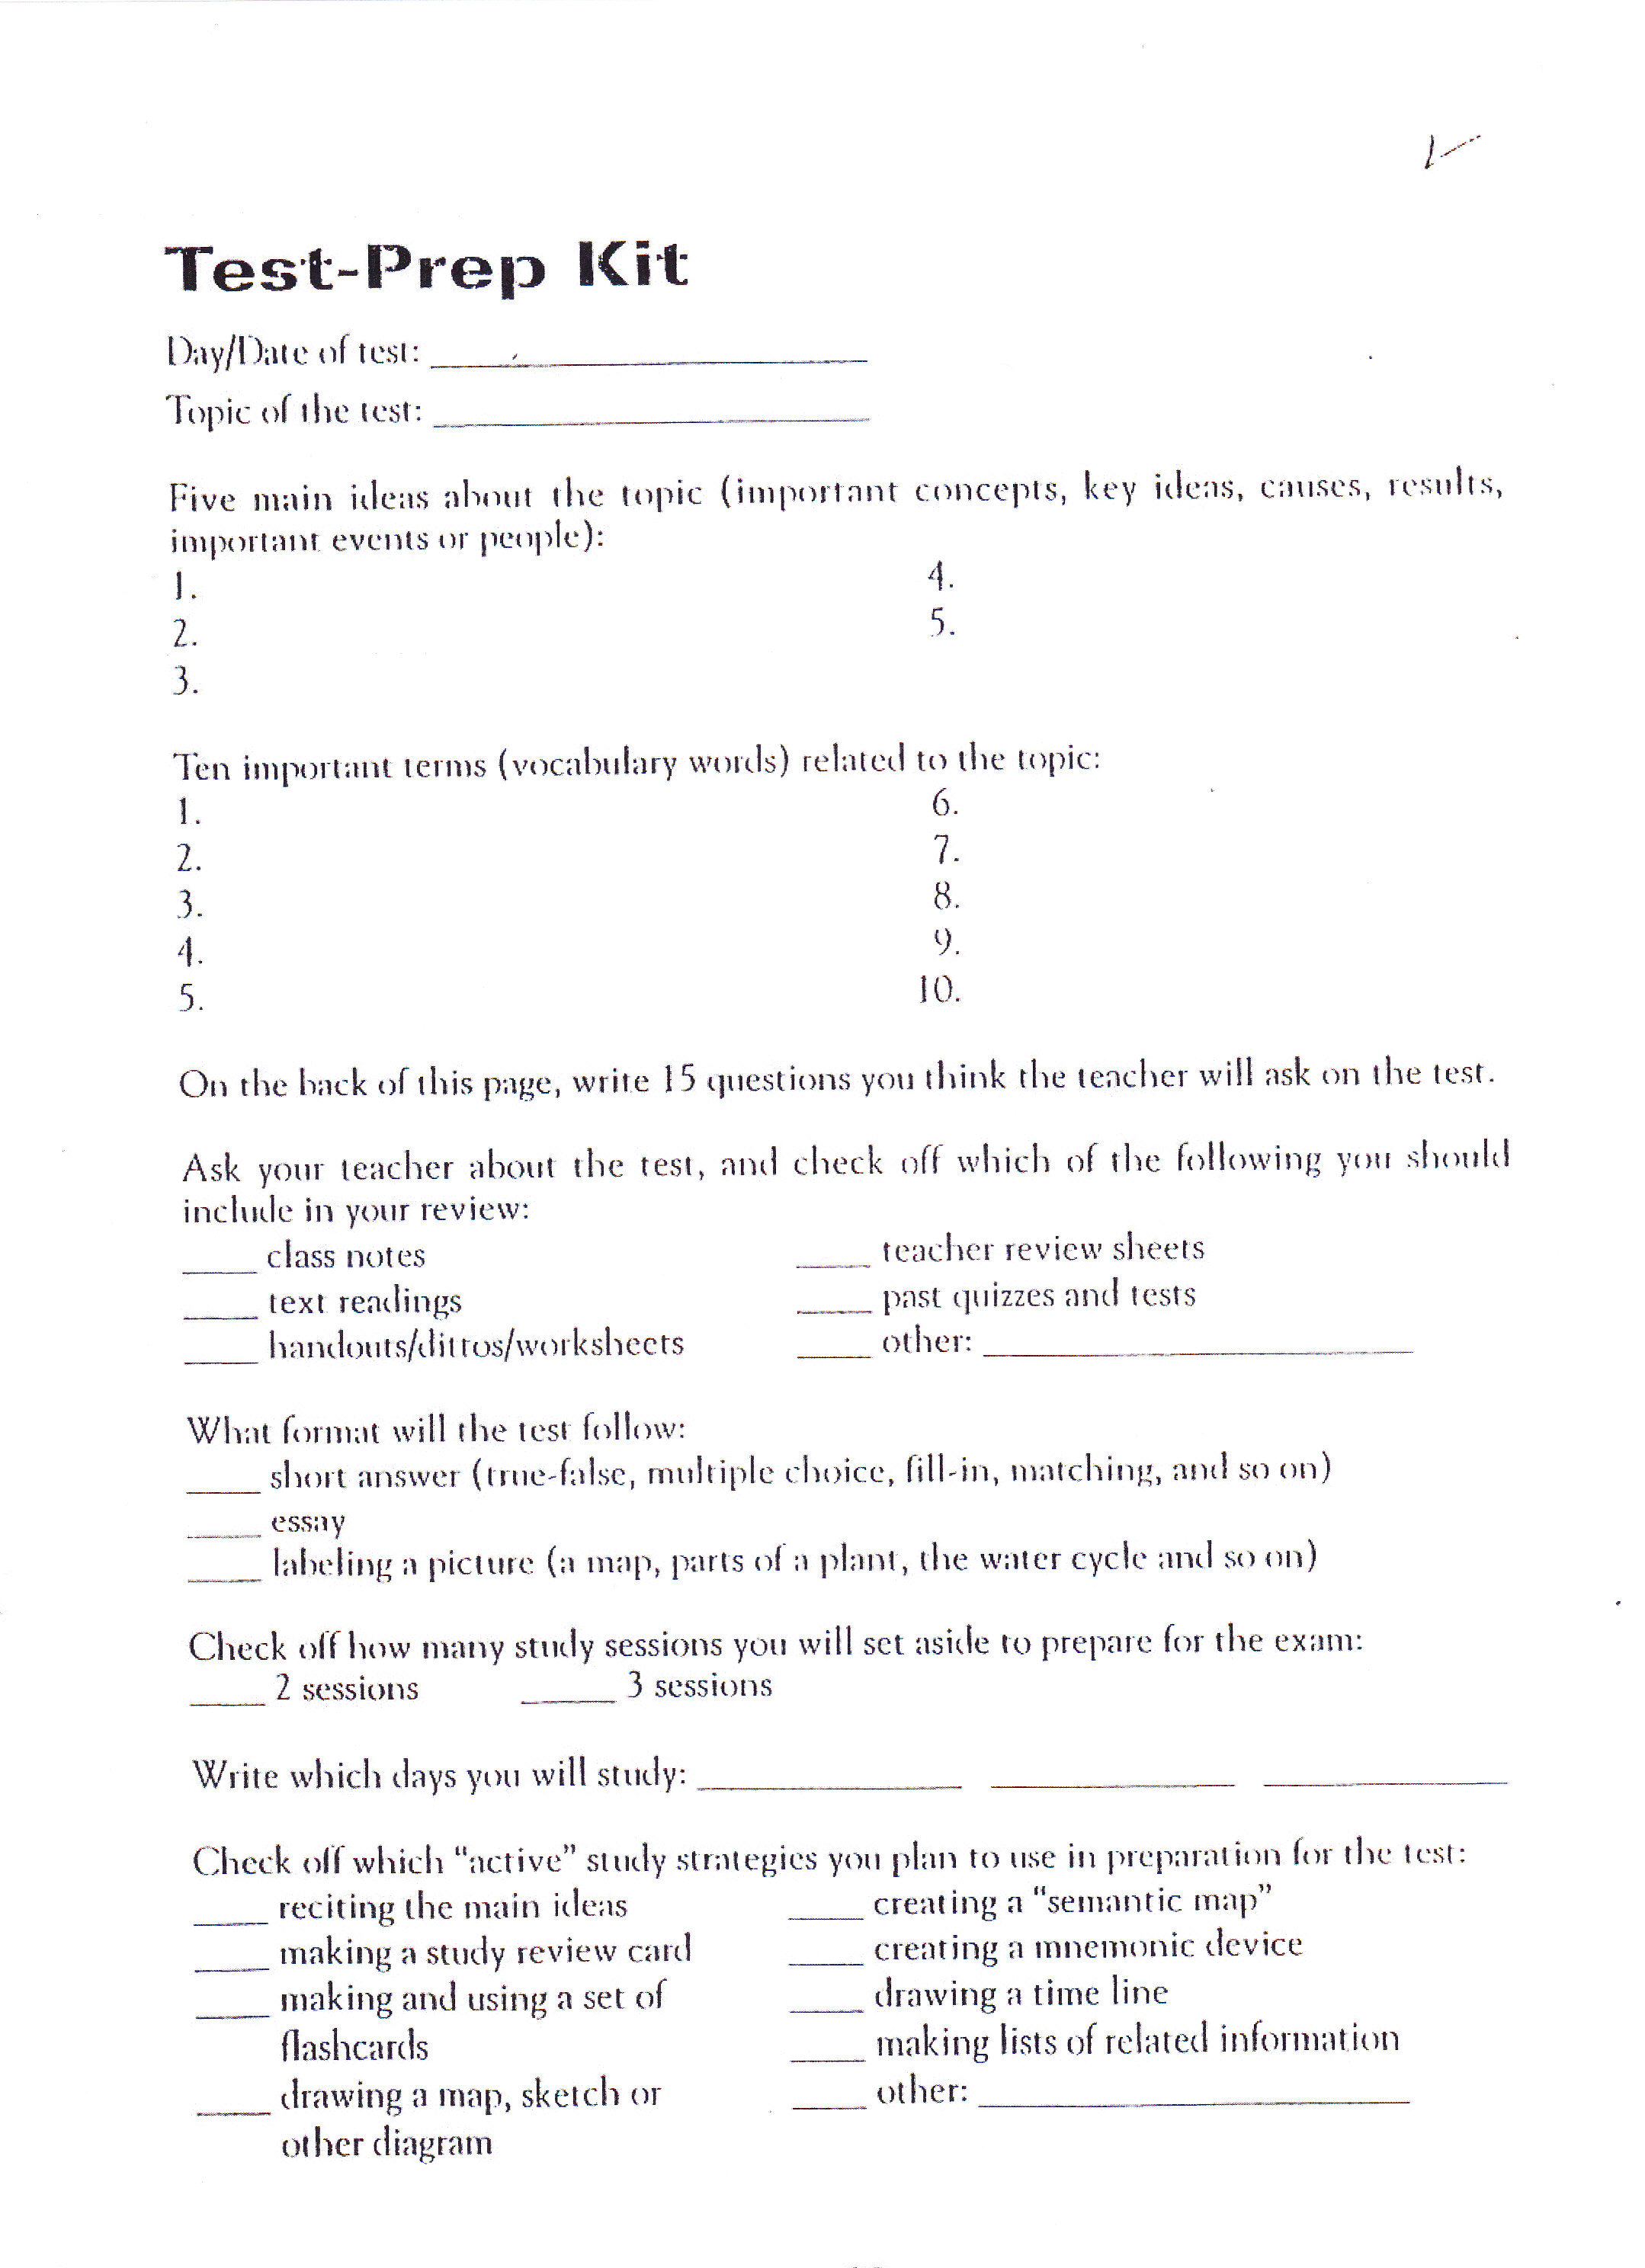 Test-Prep Kit
Day/Date of test: ____________________
Topic of the test: ____________________
Five main ideas about the topic (important concepts, key ideas, causes, results,
important events or people):
1. 4.
2. 5.
3.
Ten important terms (vocabulary words) related to the topic:
1. 6.
2. 7.
3. 8.
4. 9.
5. 10.
On the back of this page, write 15 questions you think the teacher will ask on the test.
Ask your teacher about the test, and check off which of the following you should
include in your review:
____ class notes ____ teacher review sheets
____ text readings ____ past quizzes and tests
____ handouts/dittos/worksheets ____ other: ____________________
What format will the test follow:
____ short answer (true-false, multiple choice, fill-in, matching, and so on)
____ essay
____ labeling a picture (a map, parts of a plant, the water cycle and so on)
Check off how many study sessions you will set aside to prepare for the exam:
____ 2 sessions _____ 3 sessions
Write which days you will study: ____________ ____________ ____________
Check off which “active” study strategies you plan to use in preparation for the test:
____ reciting the main ideas ____ creating a “semantic map”
____ making a study review card ____ creating a mnemonic device
____ making and using a set of ____ drawing a time line
flashcards ____ making lists of related information
____ drawing a map, sketch or ____ other: ____________________
other diagram